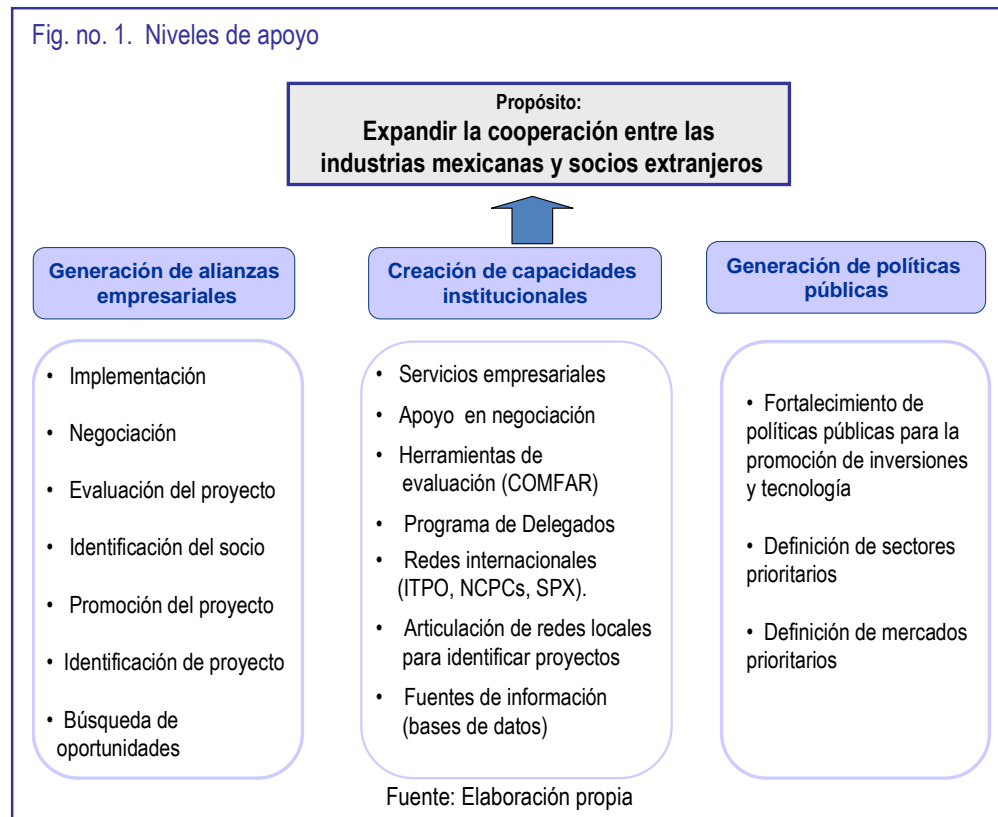 Fig. no. 1. Niveles de apoyo
Propósito:
Expandir la cooperación entre las
industrias mexicanas y socios extranjeros
Generación de alianzas
empresariales
• Implementación
• Negociación
• Evaluación del proyecto
• Identificación del socio
• Promoción del proyecto
• Identificación de proyecto
• Búsqueda de
oportunidades
Creación de capacidades
institucionales
• Servicios empresariales
• Apoyo en negociación
• Herramientas de
evaluación (COMFAR)
• Programa de Delegados
• Redes internacionales
(ITPO, NCPCs, SPX).
• Articulación de redes locales
para identificar proyectos
• Fuentes de información
(bases de datos)
Generación de políticas
públicas
• Fortalecimiento de
políticas públicas para la
promoción de inversiones
y tecnología
• Definición de sectores
prioritarios
• Definición de mercados
prioritarios
Fuente: Elaboración propia